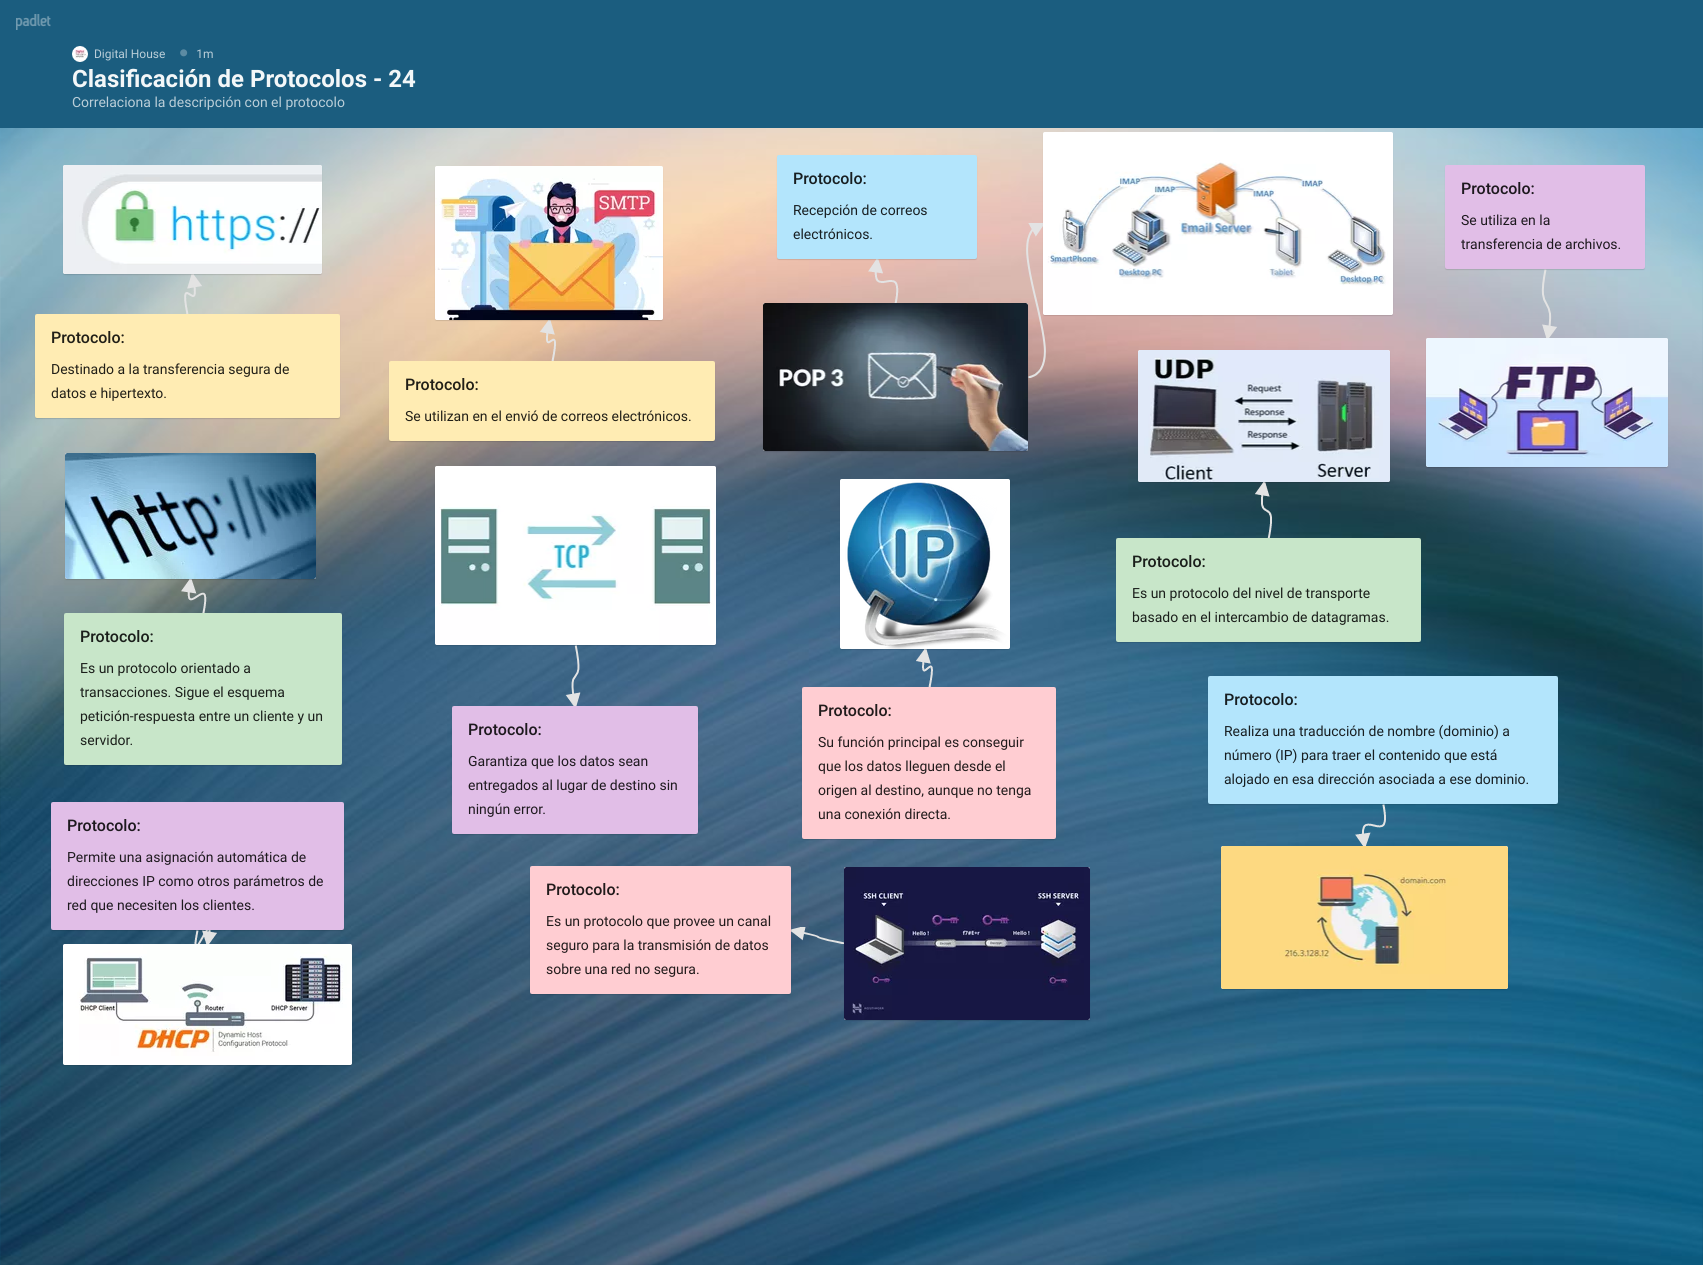 padlet
Digital House
1m
Clasificación de Protocolos - 24
Correlaciona la descripción con el protocolo
https://
Protocolo:
Destinado a la transferencia segura de
datos e hipertexto.
http://www
Protocolo:
Es un protocolo orientado a
transacciones. Sigue el esquema
petición-respuesta entre un cliente y un
servidor.
Protocolo:
Permite una asignación automática de
direcciones IP como otros parámetros de
red que necesiten los clientes.
DHCP Client
Router
DHCP Server
DHCP
Dynamic Host
Configuration Protocol
SMTP
Protocolo:
Se utilizan en el envió de correos electrónicos.
TCP
Protocolo:
Garantiza que los datos sean
entregados al lugar de destino sin
ningún error.
Protocolo:
Es un protocolo que provee un canal
seguro para la transmisión de datos
sobre una red no segura.
Protocolo:
Recepción de correos
electrónicos.
POP 3
IP
Protocolo:
Su función principal es conseguir
que los datos lleguen desde el
origen al destino, aunque no tenga
una conexión directa.
SSH CLIENT
SSH SERVER
Hello !
Hello !
IMAP
IMAP
IMAP
IMAP
Email Server
SmartPhone
Desktop PC
Tablet
Desktop PC
UDP
Request
Response
Response
Client
Server
Protocolo:
Es un protocolo del nivel de transporte
basado en el intercambio de datagramas.
Protocolo:
Realiza una traducción de nombre (dominio) a
número (IP) para traer el contenido que está
alojado en esa dirección asociada a ese dominio.
domain.com
216.3.128.12
Protocolo:
Se utiliza en la
transferencia de archivos.
FTP